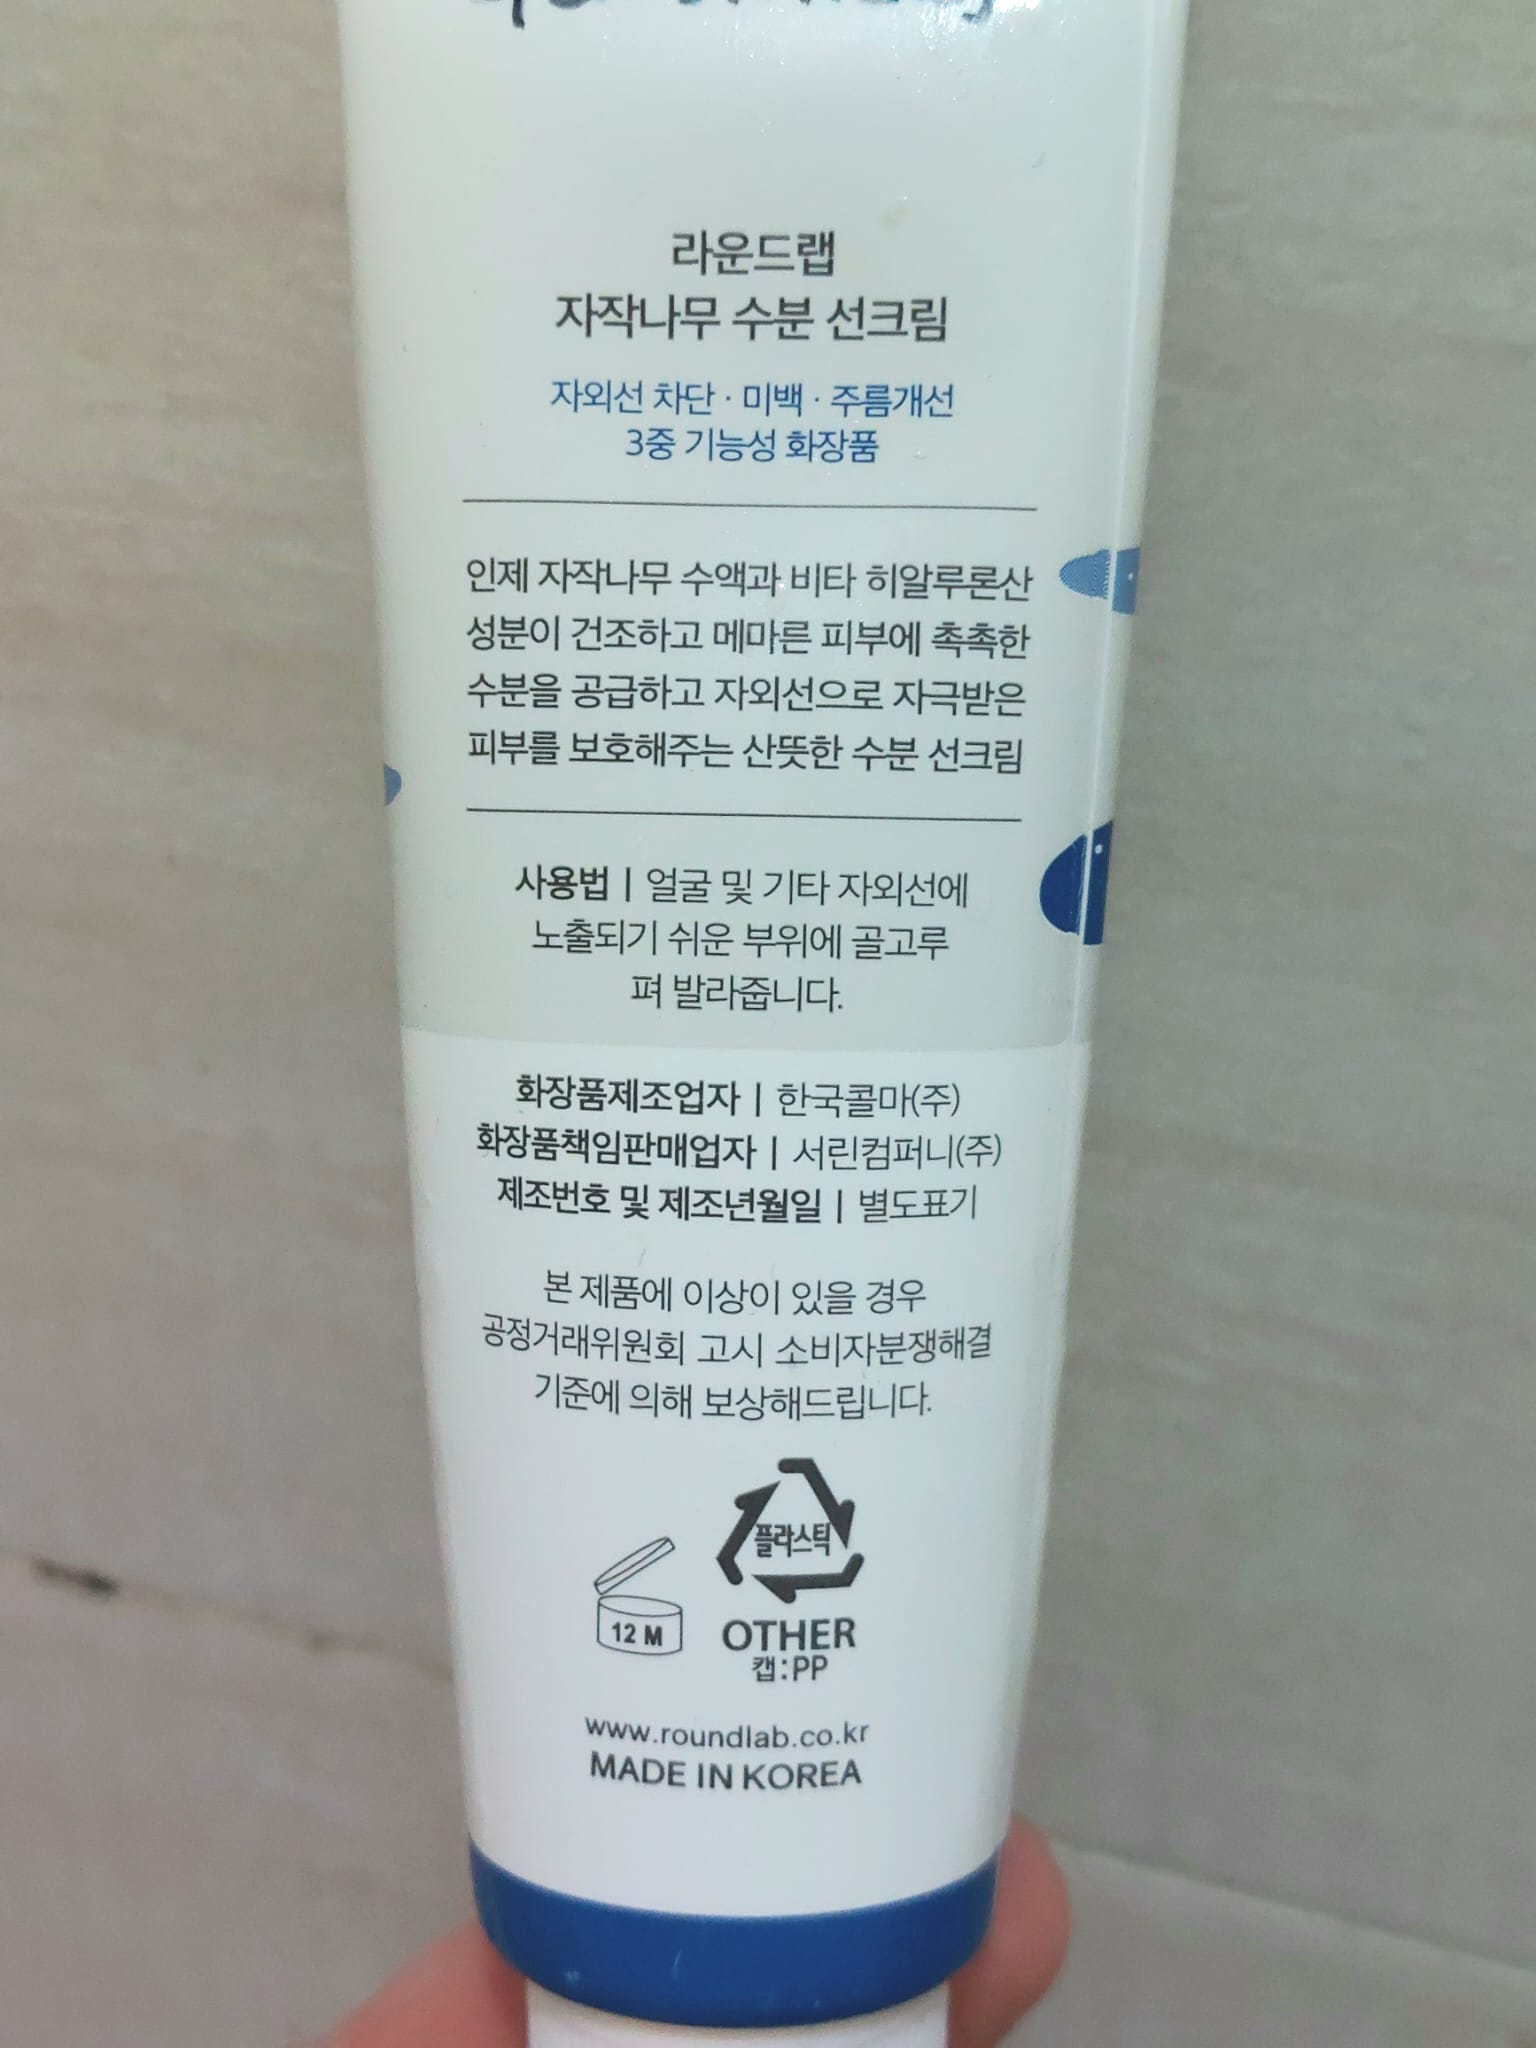 라운드랩
자작나무 수분 선크림
자외선 차단 · 미백 · 주름개선
3중 기능성 화장품
인제 자작나무 수액과 비타 히알루론산
성분이 건조하고 메마른 피부에 촉촉한
수분을 공급하고 자외선으로 자극받은
피부를 보호해주는 산뜻한 수분 선크림
사용법 | 얼굴 및 기타 자외선에
노출되기 쉬운 부위에 골고루
펴 발라줍니다.
화장품제조업자 | 한국콜마(주)
화장품책임판매업자 | 서린컴퍼니(주)
제조번호 및 제조년월일 | 별도표기
본 제품에 이상이 있을 경우
공정거래위원회 고시 소비자분쟁해결
기준에 의해 보상해드립니다.
플라스틱
12 M
OTHER
캡:PP
www.roundlab.co.kr
MADE IN KOREA